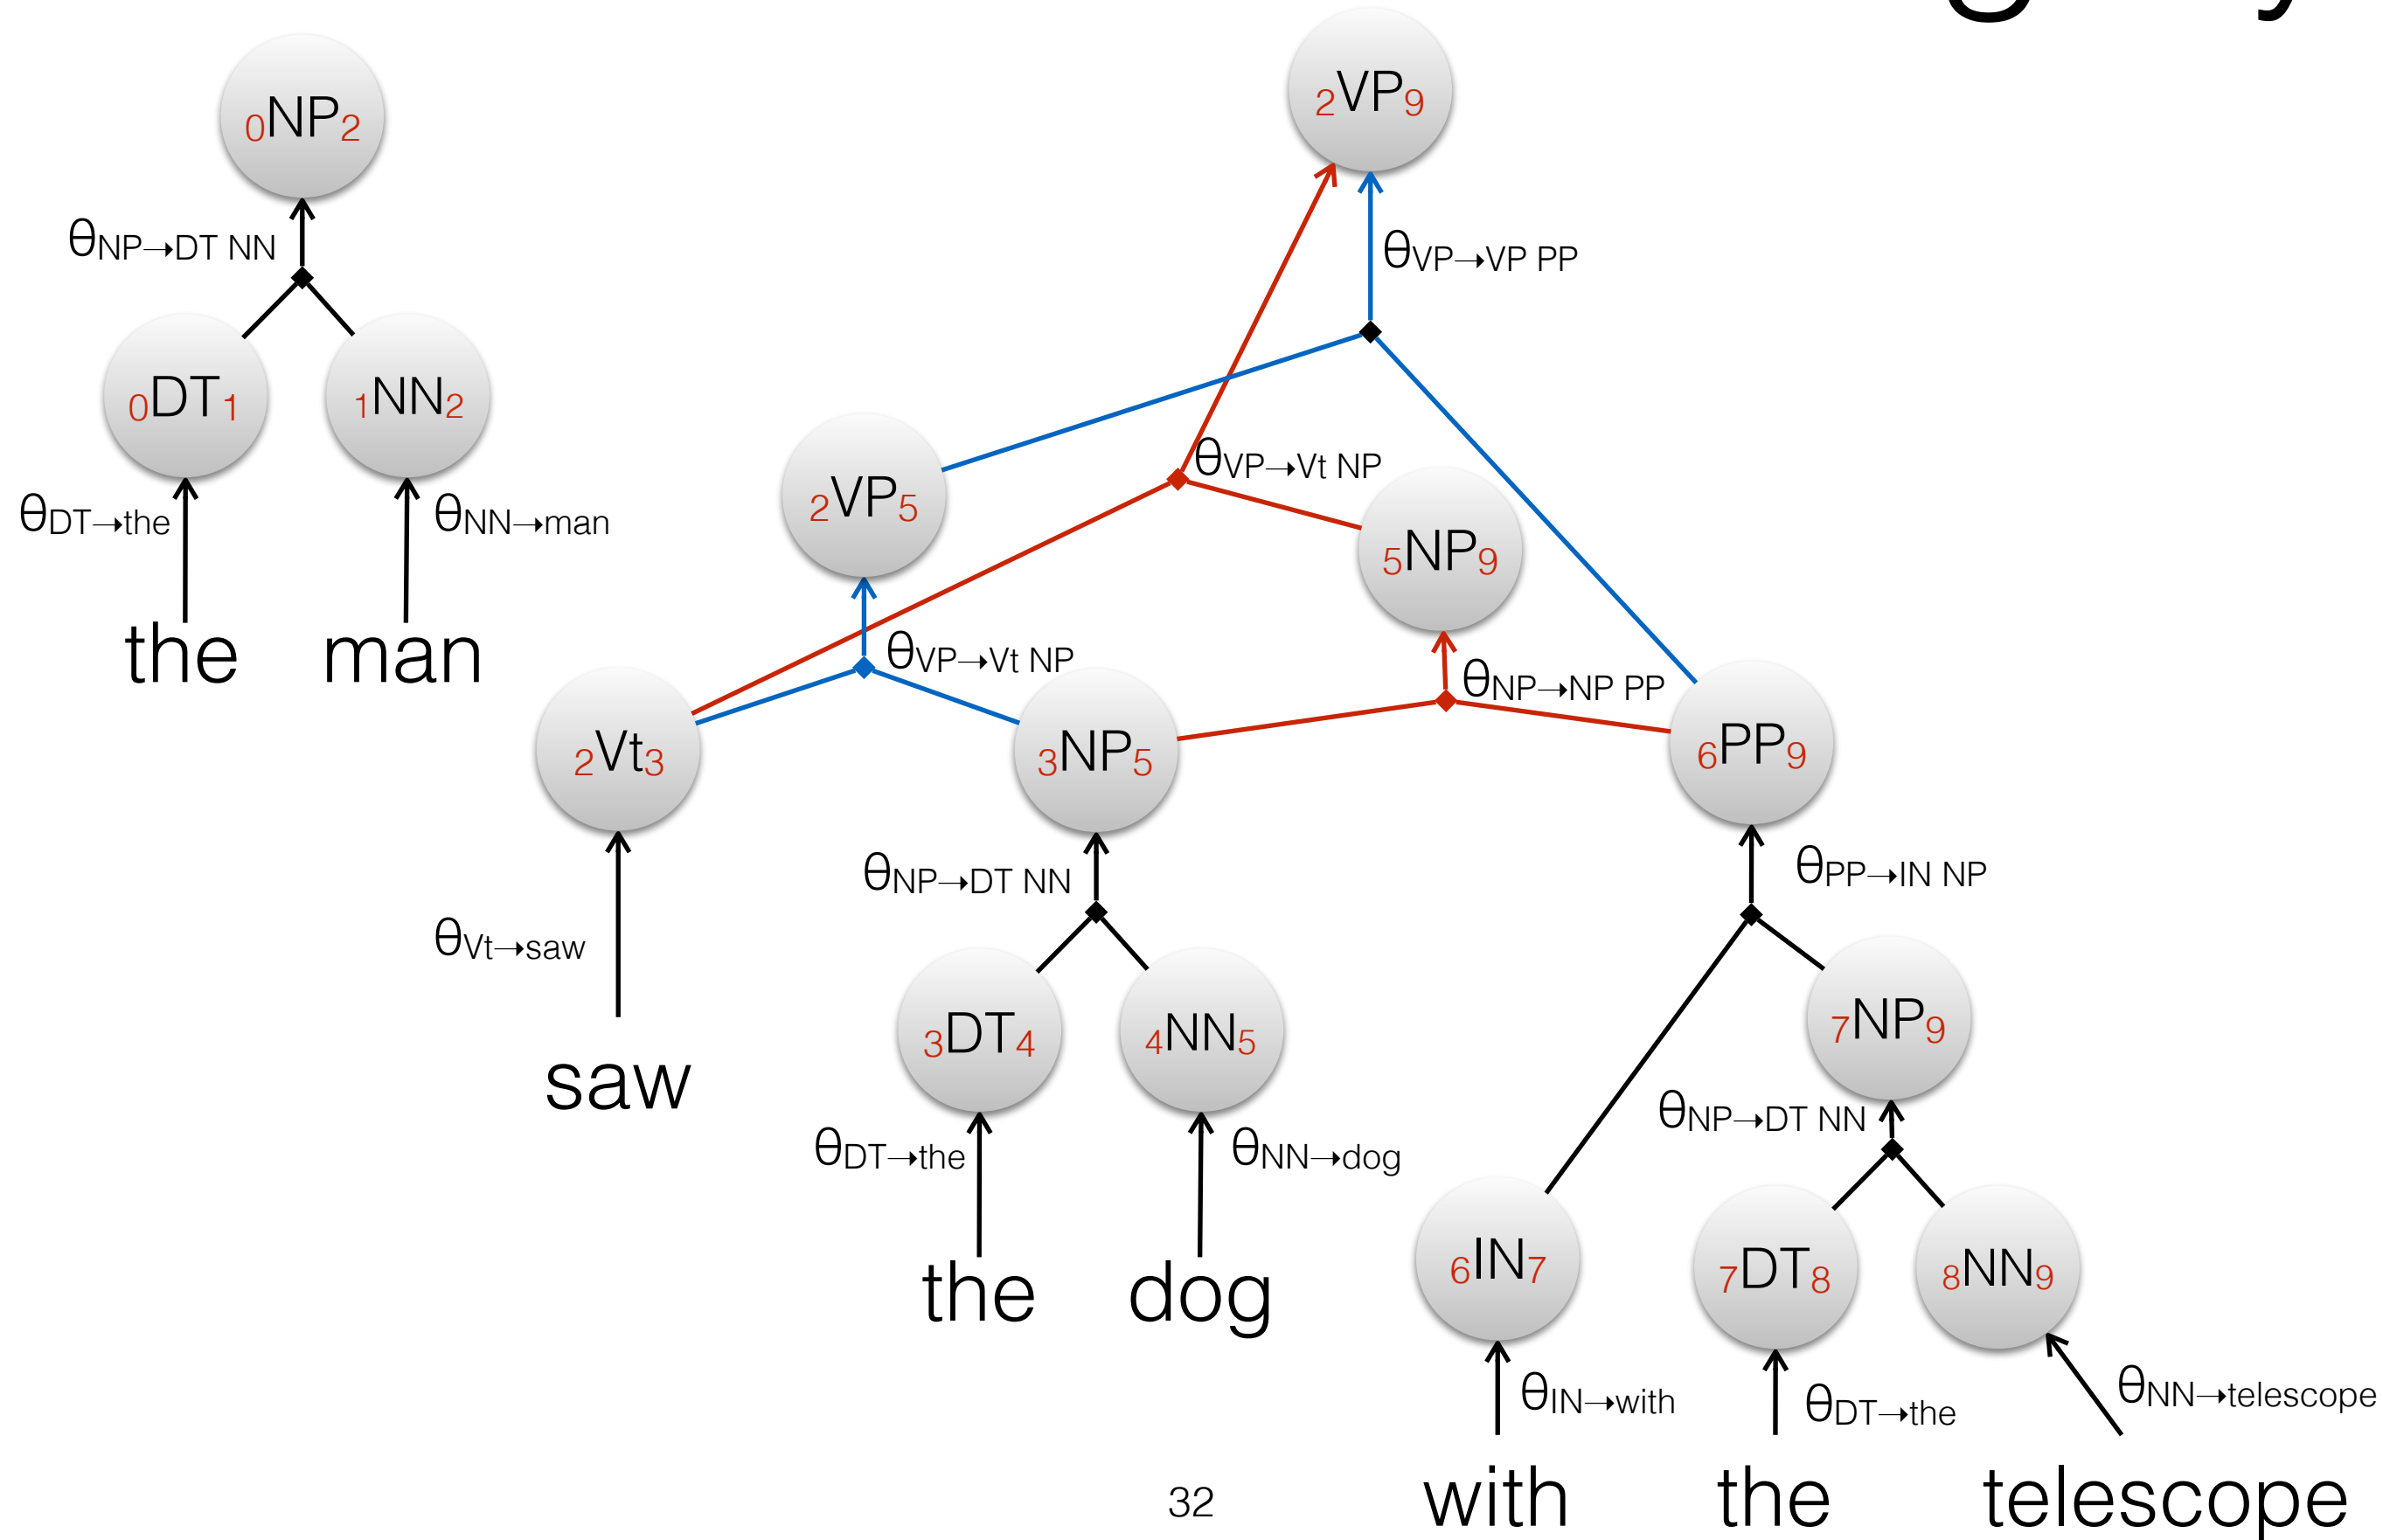 0NP2
2VP9
θNP→DT NN
θVP→VP PP
0DT1
1NN2
θVP→Vt NP
2VP5
5NP9
θDT→the
θNN→man
the man
θVP→Vt NP
θNP→NP PP
2Vt3
3NP5
6PP9
θNP→DT NN
θPP→IN NP
θVt→saw
3DT4
4NN5
7NP9
saw
θNP→DT NN
θDT→the
θNN→dog
6IN7
7DT8
8NN9
the dog
θIN→with
θDT→the
θNN→telescope
with the telescope
32